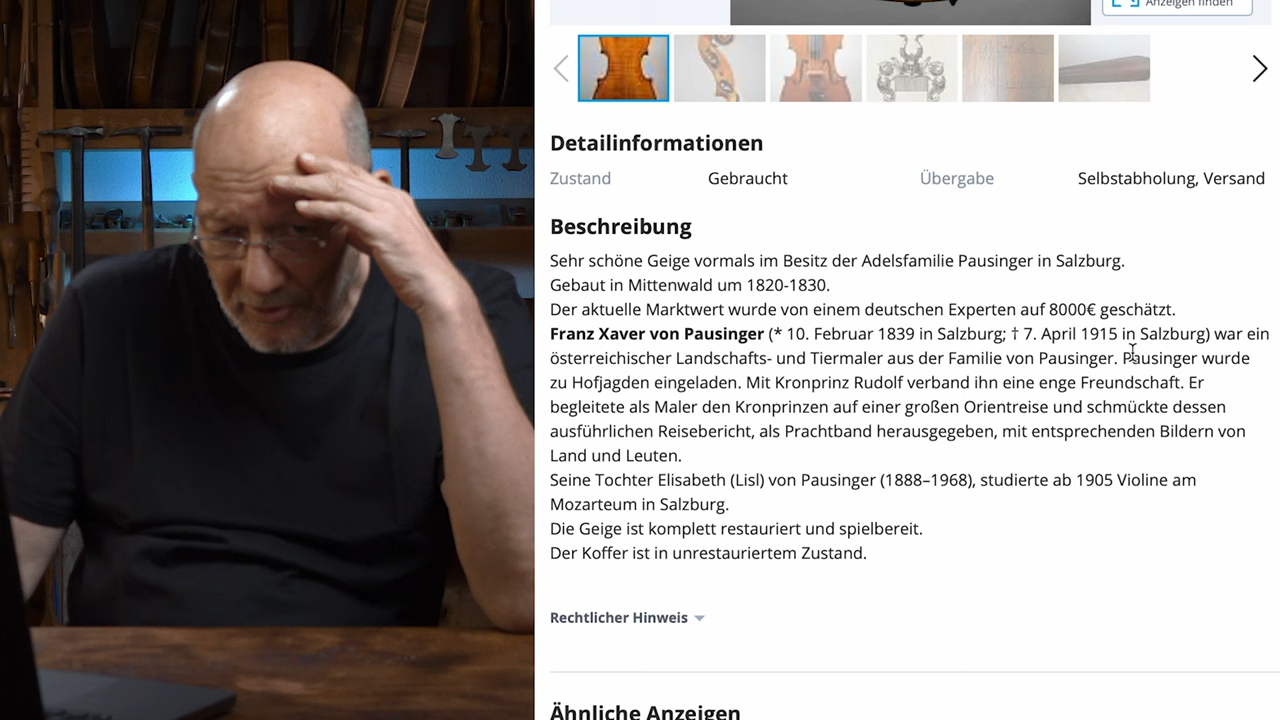 Anzeigen finden
Detailinformationen
Zustand Gebraucht Übergabe Selbstabholung, Versand
Beschreibung
Sehr schöne Geige vormals im Besitz der Adelsfamilie Pausinger in Salzburg.
Gebaut in Mittenwald um 1820-1830.
Der aktuelle Marktwert wurde von einem deutschen Experten auf 8000€ geschätzt.
Franz Xaver von Pausinger (* 10. Februar 1839 in Salzburg; † 7. April 1915 in Salzburg) war ein
österreichischer Landschafts- und Tiermaler aus der Familie von Pausinger. Pausinger wurde
zu Hofjagden eingeladen. Mit Kronprinz Rudolf verband ihn eine enge Freundschaft. Er
begleitete als Maler den Kronprinzen auf einer großen Orientreise und schmückte dessen
ausführlichen Reisebericht, als Prachtband herausgegeben, mit entsprechenden Bildern von
Land und Leuten.
Seine Tochter Elisabeth (Lisl) von Pausinger (1888–1968), studierte ab 1905 Violine am
Mozarteum in Salzburg.
Die Geige ist komplett restauriert und spielbereit.
Der Koffer ist in unrestauriertem Zustand.
Rechtlicher Hinweis
Ähnliche Anzeigen